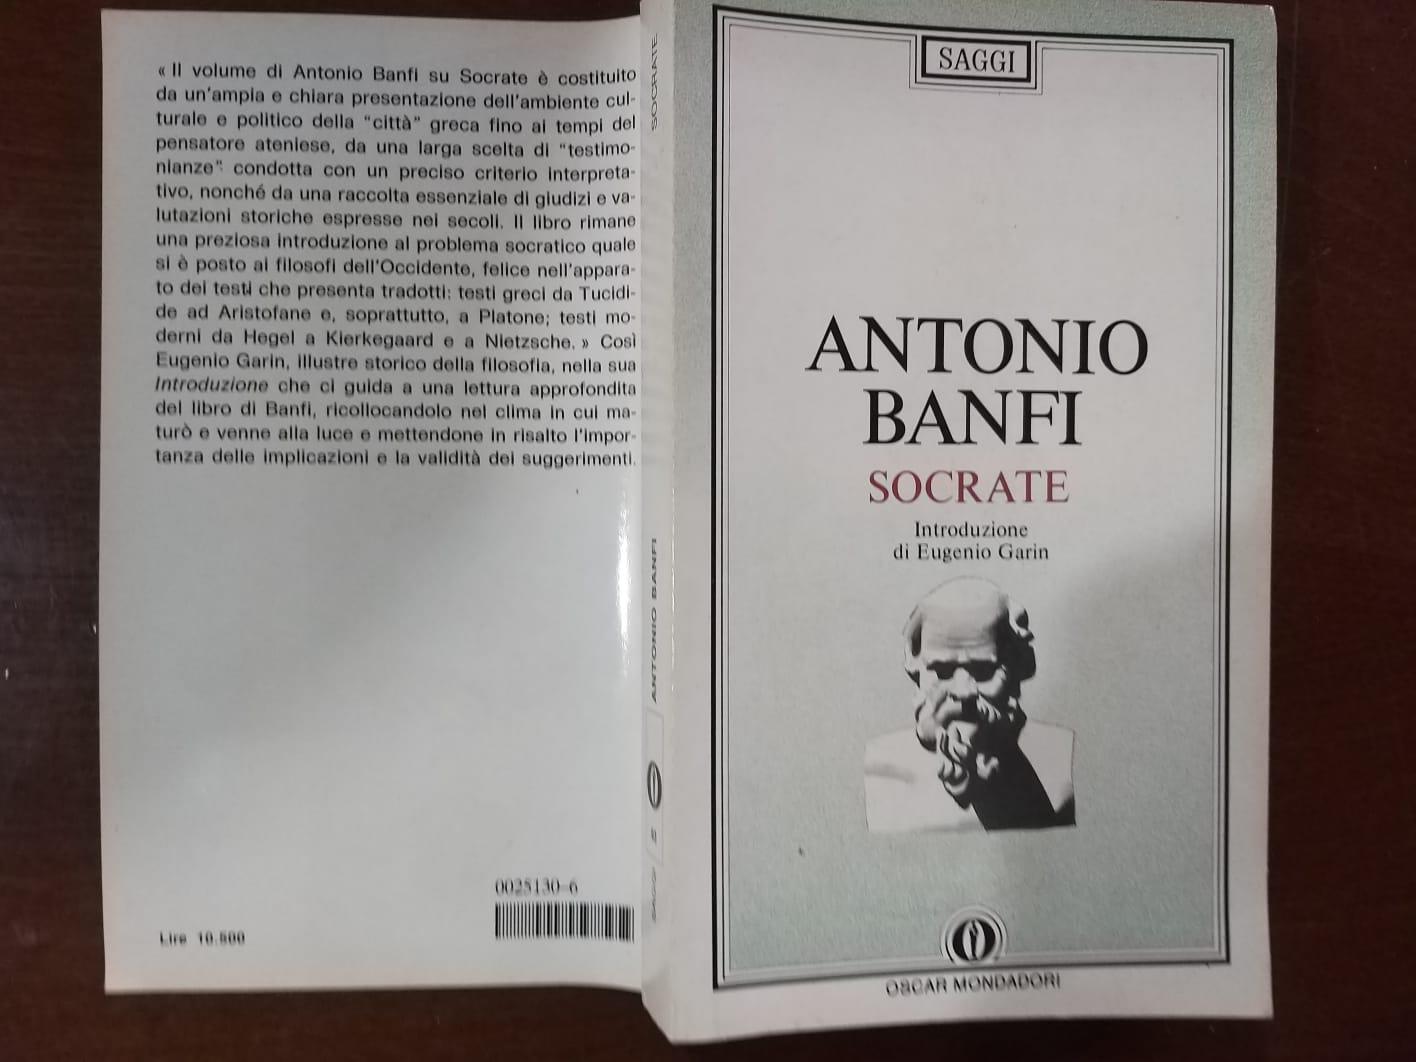 « Il volume di Antonio Banfi su Socrate è costituito
da un'ampia e chiara presentazione dell'ambiente cul-
turale e politico della "città" greca fino ai tempi del
pensatore ateniese, da una larga scelta di "testimo-
nianze" condotta con un preciso criterio interpreta-
tivo, nonché da una raccolta essenziale di giudizi e va-
lutazioni storiche espresse nei secoli. Il libro rimane
una preziosa introduzione al problema socratico quale
si è posto ai filosofi dell'Occidente, felice nell'appara-
to dei testi che presenta tradotti: testi greci da Tucidi-
de ad Aristofane e, soprattutto, a Platone; testi mo-
derni da Hegel a Kierkegaard e a Nietzsche. » Così
Eugenio Garin, illustre storico della filosofia, nella sua
Introduzione che ci guida a una lettura approfondita
del libro di Banfi, ricollocandolo nel clima in cui ma-
turò e venne alla luce e mettendone in risalto l'impor-
tanza delle implicazioni e la validità dei suggerimenti.
0025130-6
Lire 10.500
SOCRATE
ANTONIO BANFI
SAGGI
SAGGI
ANTONIO
BANFI
SOCRATE
Introduzione
di Eugenio Garin
OSCAR MONDADORI